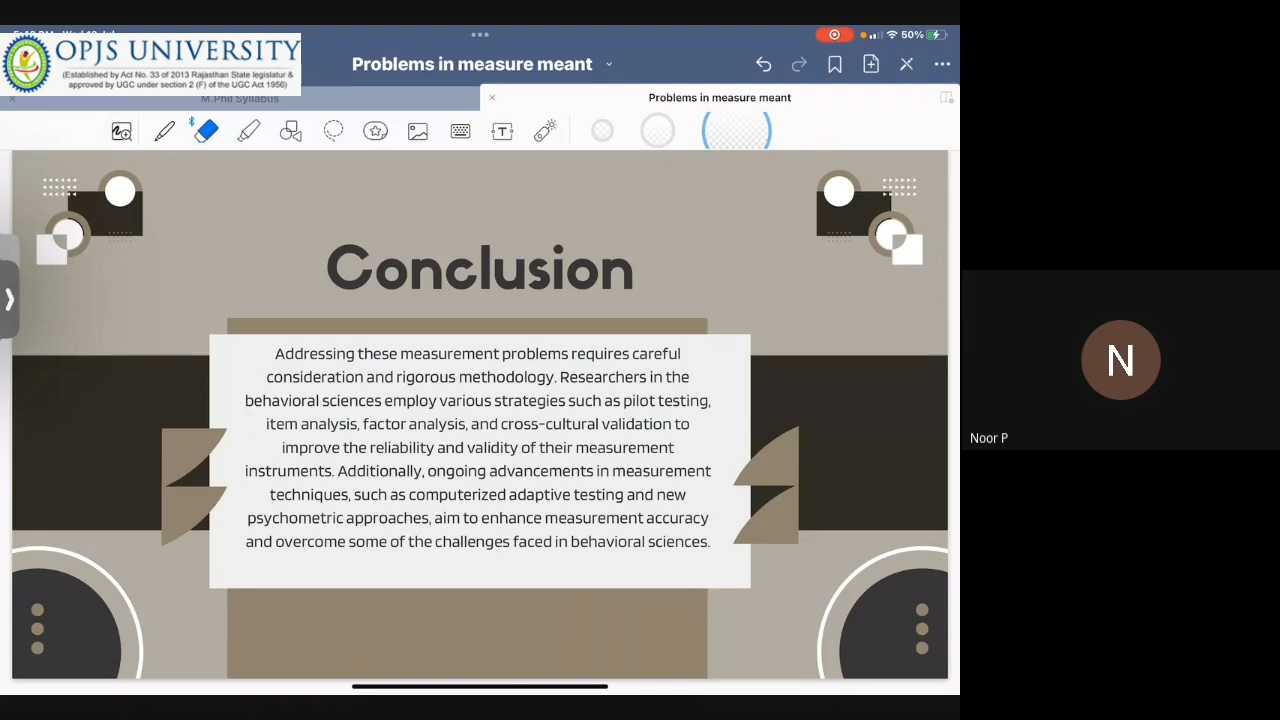 50%
OPJS UNIVERSITY
(Established by Act No. 33 of 2013 Rajasthan State legislatur &
approved by UGC under section 2 (F) of the UGC Act 1956)
Problems in measure meant
M.Phil Syllabus
Problems in measure meant
Conclusion
Addressing these measurement problems requires careful
consideration and rigorous methodology. Researchers in the
behavioral sciences employ various strategies such as pilot testing,
item analysis, factor analysis, and cross-cultural validation to
improve the reliability and validity of their measurement
instruments. Additionally, ongoing advancements in measurement
techniques, such as computerized adaptive testing and new
psychometric approaches, aim to enhance measurement accuracy
and overcome some of the challenges faced in behavioral sciences.
N
Noor P